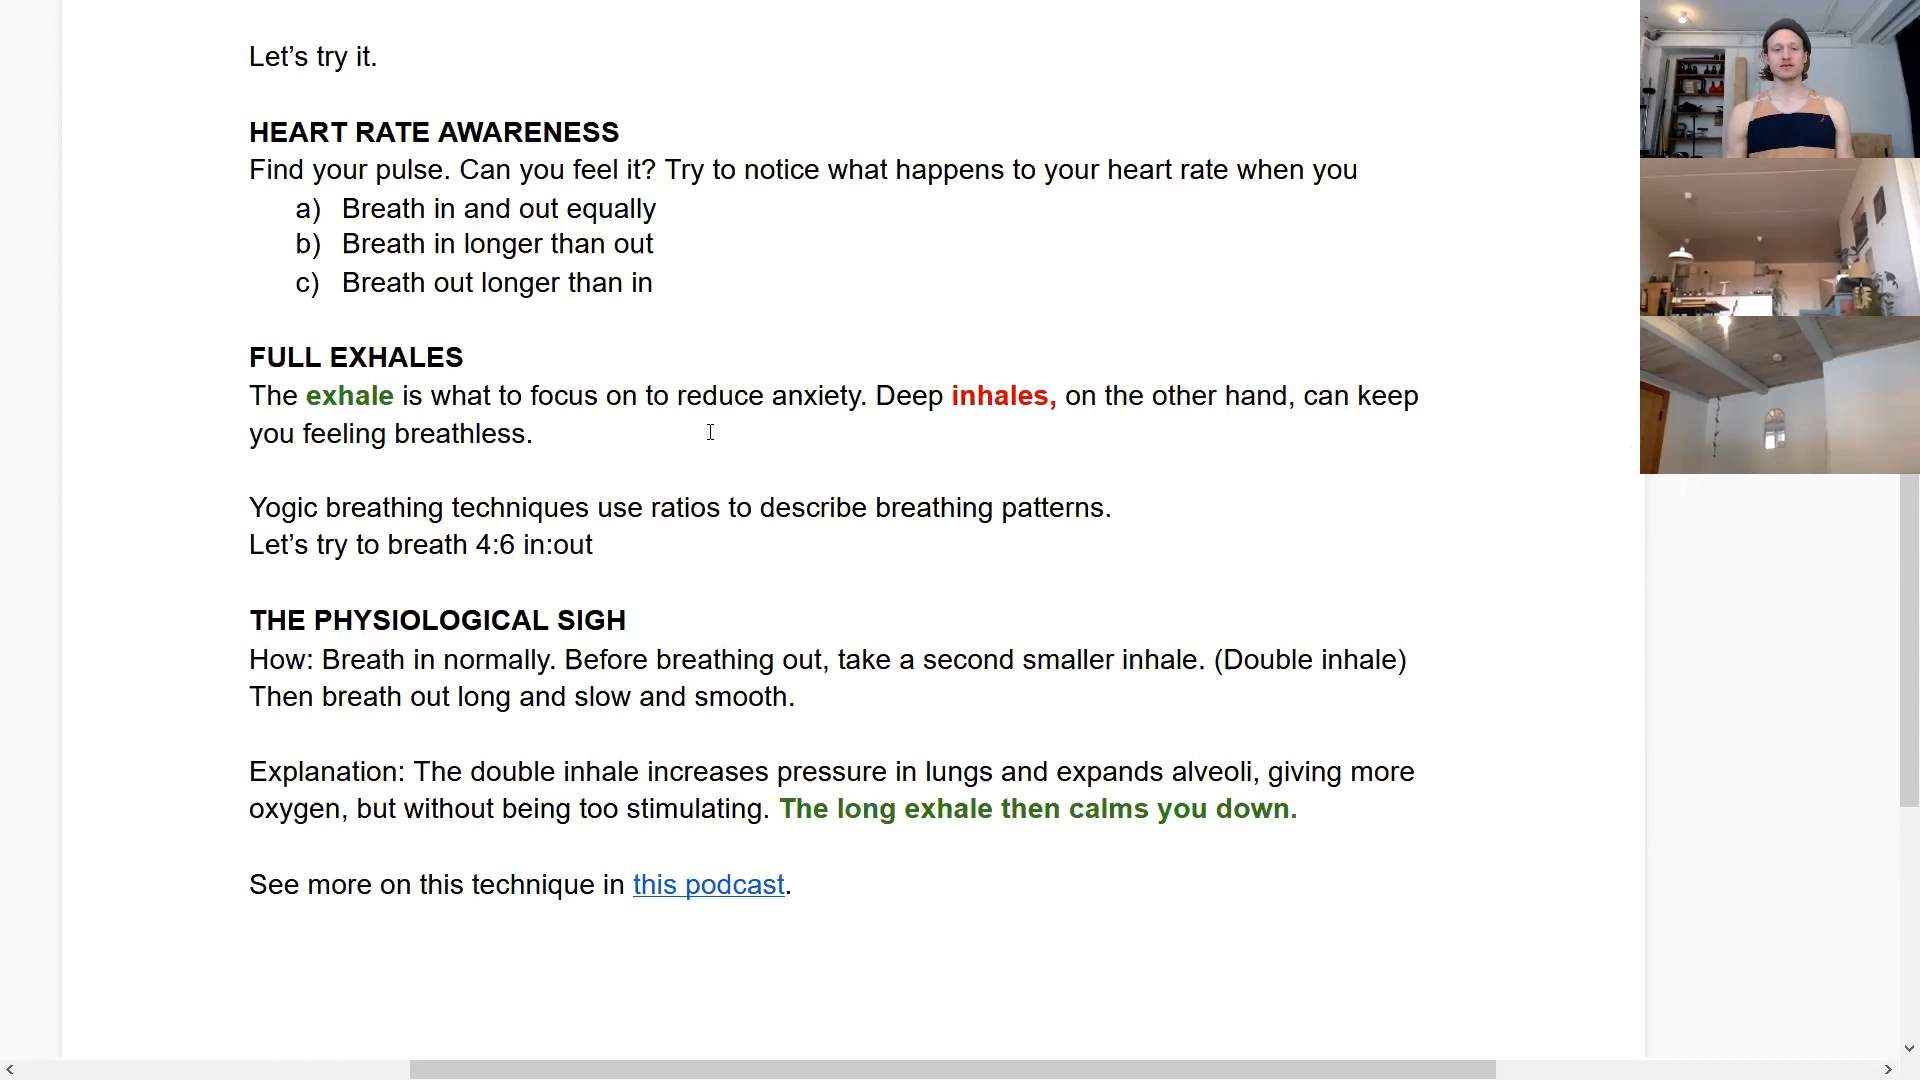 Let’s try it.
HEART RATE AWARENESS
Find your pulse. Can you feel it? Try to notice what happens to your heart rate when you
a) Breath in and out equally
b) Breath in longer than out
c) Breath out longer than in
FULL EXHALES
The exhale is what to focus on to reduce anxiety. Deep inhales, on the other hand, can keep
you feeling breathless.
Yogic breathing techniques use ratios to describe breathing patterns.
Let’s try to breath 4:6 in:out
THE PHYSIOLOGICAL SIGH
How: Breath in normally. Before breathing out, take a second smaller inhale. (Double inhale)
Then breath out long and slow and smooth.
Explanation: The double inhale increases pressure in lungs and expands alveoli, giving more
oxygen, but without being too stimulating. The long exhale then calms you down.
See more on this technique in this podcast.